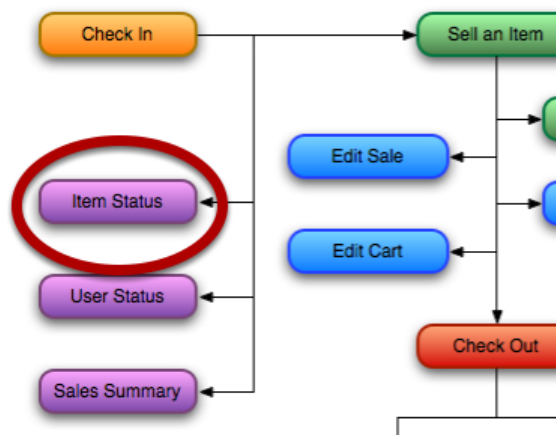 Check In
Sell an Item
Edit Sale
Item Status
Edit Cart
User Status
Check Out
Sales Summary